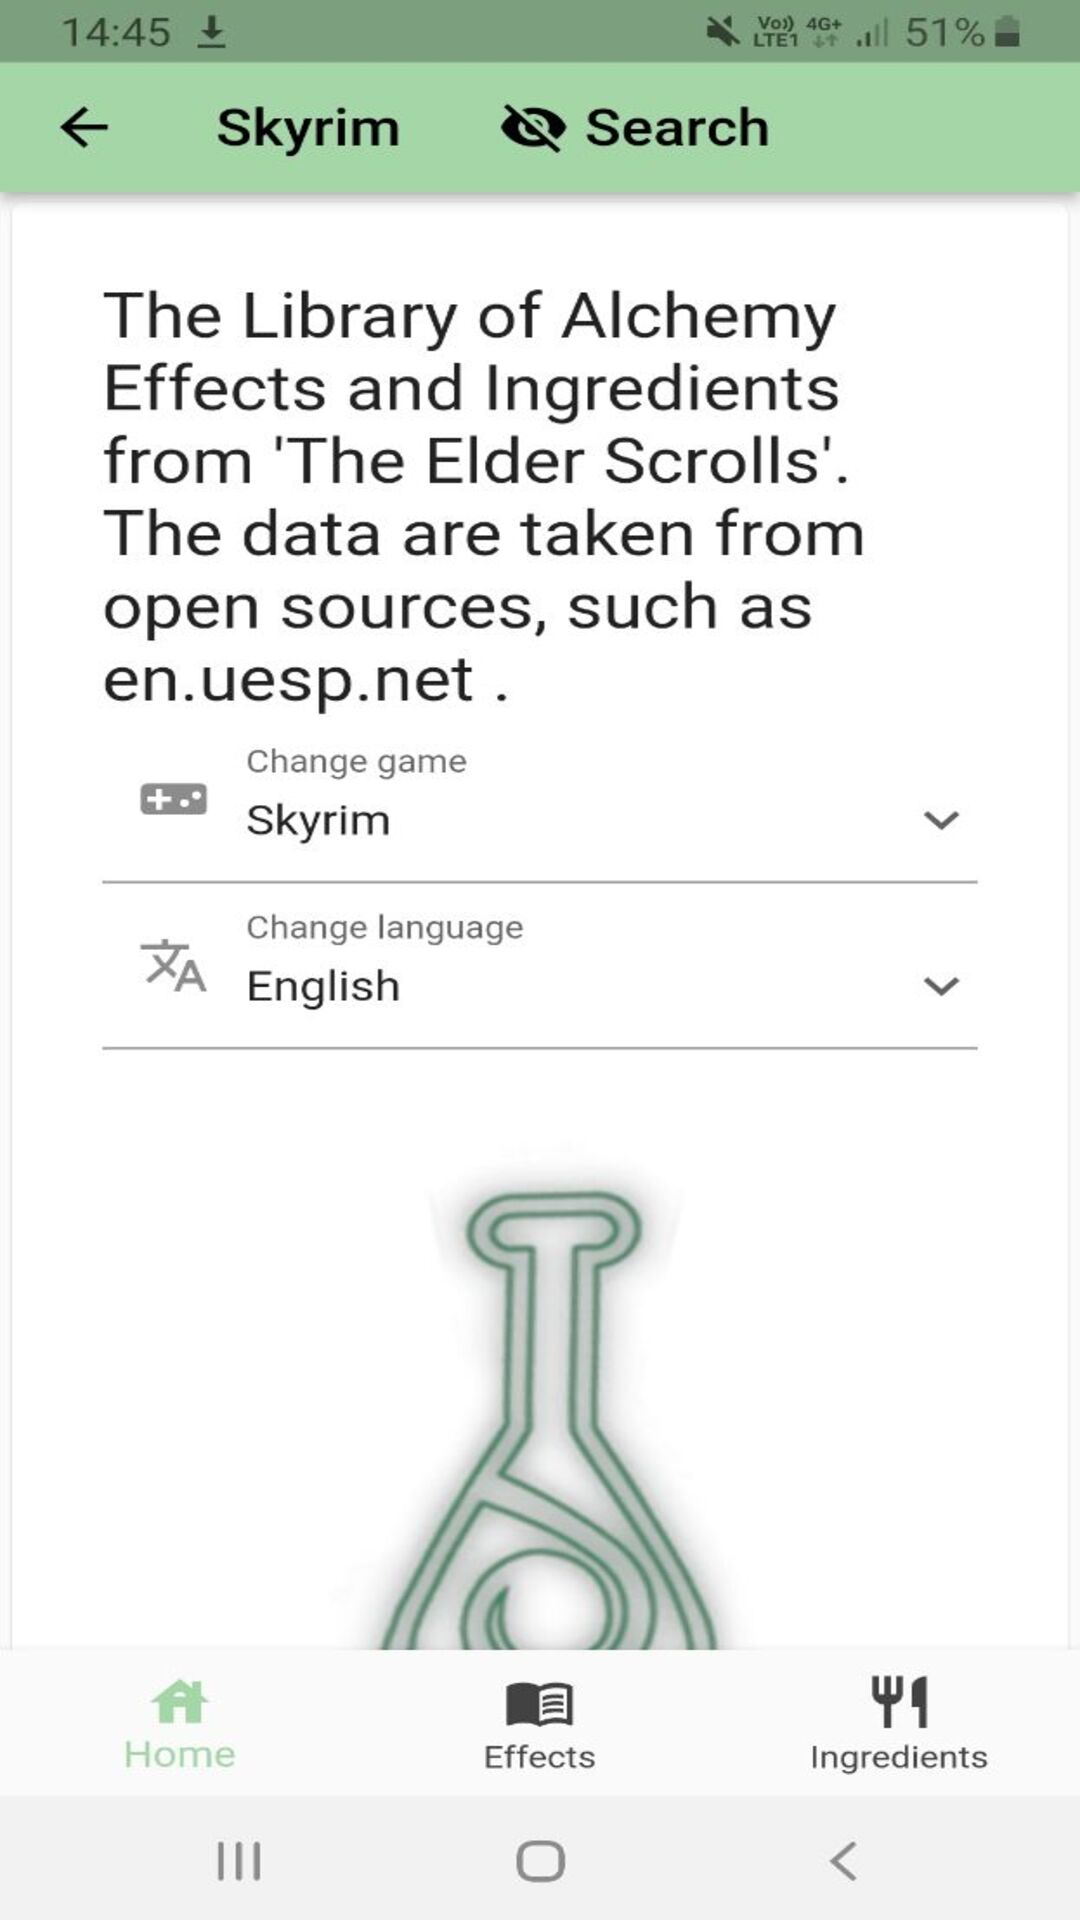 14:45 Vo)) LTE1 4G+ 51%
Skyrim Search
The Library of Alchemy
Effects and Ingredients
from 'The Elder Scrolls'.
The data are taken from
open sources, such as
en.uesp.net .
Change game
Skyrim
Change language
English
Home Effects Ingredients